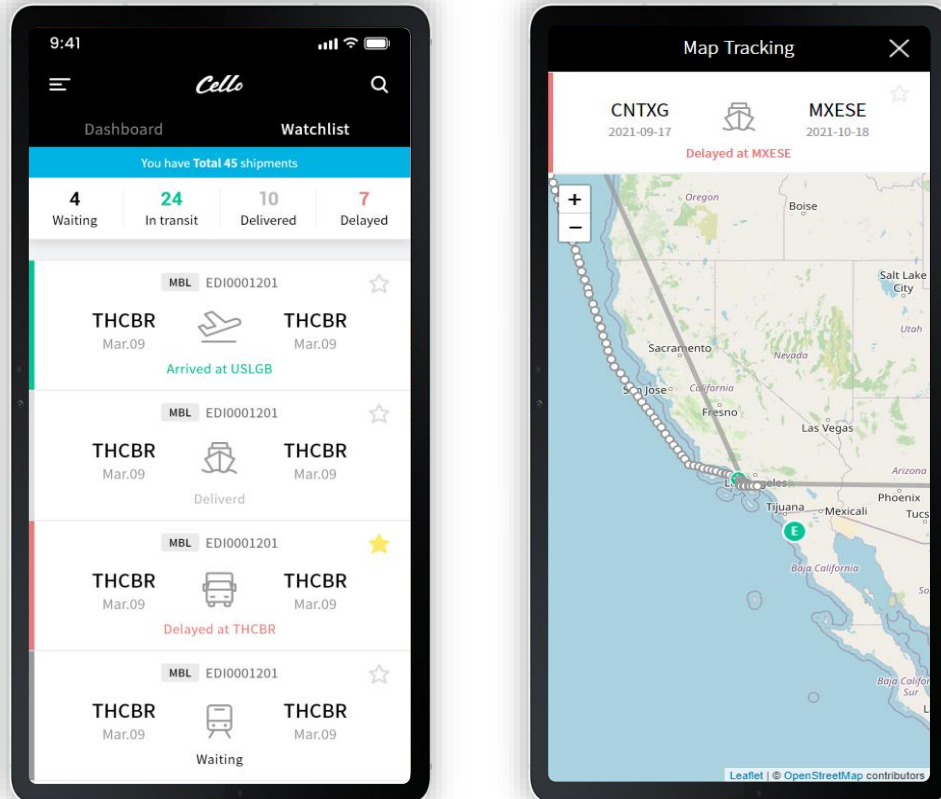 9:41
Cello
Dashboard Watchlist
You have Total 45 shipments
4 24 10 7
Waiting In transit Delivered Delayed
MBL EDI0001201
THCBR THCBR
Mar.09 Mar.09
Arrived at USLGB
MBL EDI0001201
THCBR THCBR
Mar.09 Mar.09
Deliverd
MBL EDI0001201
THCBR THCBR
Mar.09 Mar.09
Delayed at THCBR
MBL EDI0001201
THCBR THCBR
Mar.09 Mar.09
Waiting
Map Tracking
CNTXG MXESE
2021-09-17 2021-10-18
Delayed at MXESE
+
−
Oregon
Boise
Salt Lake
City
Utah
Sacramento
Nevada
San Jose
California
Fresno
Las Vegas
Arizona
Phoenix
Tijuana Mexicali
Tucs
E
Baja California
So
Baja Califor
Sur
L
Leaflet | © OpenStreetMap contributors